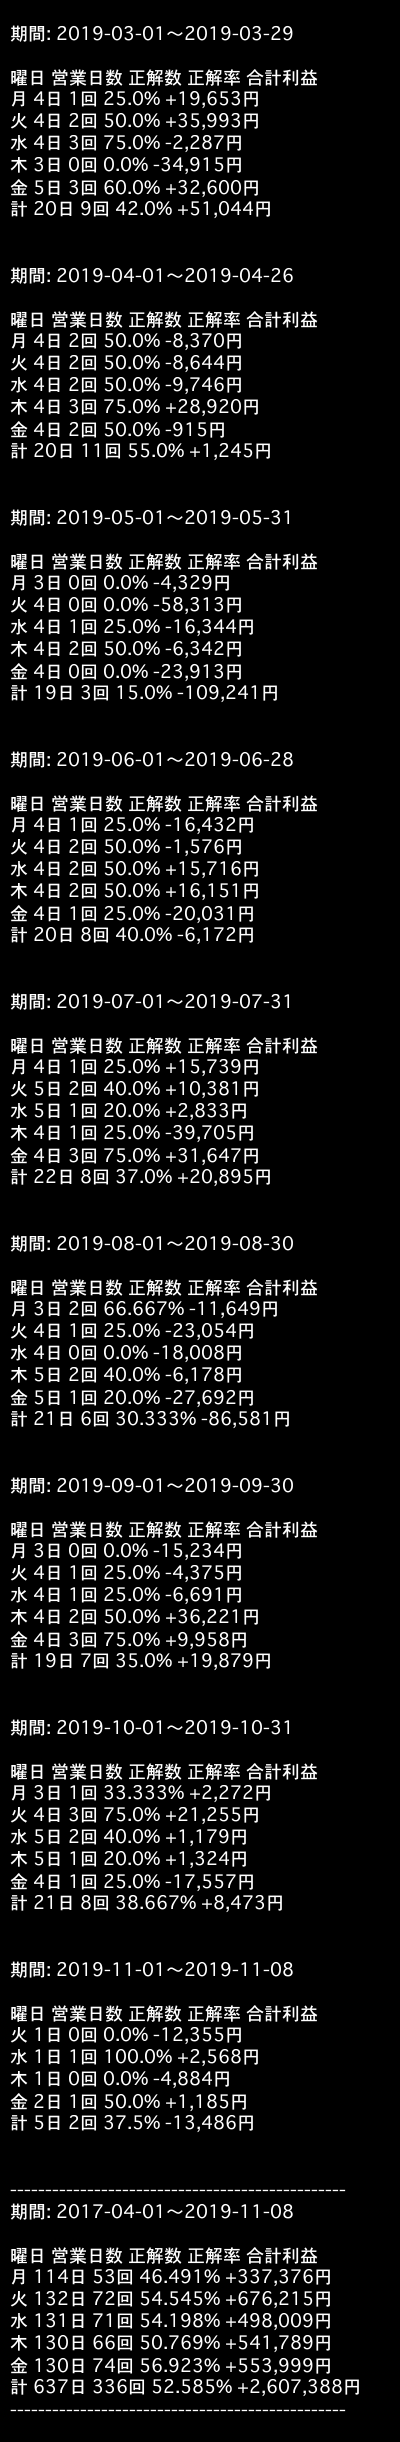 期間: 2019-03-01〜2019-03-29
曜日 営業日数 正解数 正解率 合計利益
月 4日 1回 25.0% +19,653円
火 4日 2回 50.0% +35,993円
水 4日 3回 75.0% -2,287円
木 3日 0回 0.0% -34,915円
金 5日 3回 60.0% +32,600円
計 20日 9回 42.0% +51,044円
期間: 2019-04-01〜2019-04-26
曜日 営業日数 正解数 正解率 合計利益
月 4日 2回 50.0% -8,370円
火 4日 2回 50.0% -8,644円
水 4日 2回 50.0% -9,746円
木 4日 3回 75.0% +28,920円
金 4日 2回 50.0% -915円
計 20日 11回 55.0% +1,245円
期間: 2019-05-01〜2019-05-31
曜日 営業日数 正解数 正解率 合計利益
月 3日 0回 0.0% -4,329円
火 4日 0回 0.0% -58,313円
水 4日 1回 25.0% -16,344円
木 4日 2回 50.0% -6,342円
金 4日 0回 0.0% -23,913円
計 19日 3回 15.0% -109,241円
期間: 2019-06-01〜2019-06-28
曜日 営業日数 正解数 正解率 合計利益
月 4日 1回 25.0% -16,432円
火 4日 2回 50.0% -1,576円
水 4日 2回 50.0% +15,716円
木 4日 2回 50.0% +16,151円
金 4日 1回 25.0% -20,031円
計 20日 8回 40.0% -6,172円
期間: 2019-07-01〜2019-07-31
曜日 営業日数 正解数 正解率 合計利益
月 4日 1回 25.0% +15,739円
火 5日 2回 40.0% +10,381円
水 5日 1回 20.0% +2,833円
木 4日 1回 25.0% -39,705円
金 4日 3回 75.0% +31,647円
計 22日 8回 37.0% +20,895円
期間: 2019-08-01〜2019-08-30
曜日 営業日数 正解数 正解率 合計利益
月 3日 2回 66.667% -11,649円
火 4日 1回 25.0% -23,054円
水 4日 0回 0.0% -18,008円
木 5日 2回 40.0% -6,178円
金 5日 1回 20.0% -27,692円
計 21日 6回 30.333% -86,581円
期間: 2019-09-01〜2019-09-30
曜日 営業日数 正解数 正解率 合計利益
月 3日 0回 0.0% -15,234円
火 4日 1回 25.0% -4,375円
水 4日 1回 25.0% -6,691円
木 4日 2回 50.0% +36,221円
金 4日 3回 75.0% +9,958円
計 19日 7回 35.0% +19,879円
期間: 2019-10-01〜2019-10-31
曜日 営業日数 正解数 正解率 合計利益
月 3日 1回 33.333% +2,272円
火 4日 3回 75.0% +21,255円
水 5日 2回 40.0% +1,179円
木 5日 1回 20.0% +1,324円
金 4日 1回 25.0% -17,557円
計 21日 8回 38.667% +8,473円
期間: 2019-11-01〜2019-11-08
曜日 営業日数 正解数 正解率 合計利益
火 1日 0回 0.0% -12,355円
水 1日 1回 100.0% +2,568円
木 1日 0回 0.0% -4,884円
金 2日 1回 50.0% +1,185円
計 5日 2回 37.5% -13,486円
------------------------------------------------
期間: 2017-04-01〜2019-11-08
曜日 営業日数 正解数 正解率 合計利益
月 114日 53回 46.491% +337,376円
火 132日 72回 54.545% +676,215円
水 131日 71回 54.198% +498,009円
木 130日 66回 50.769% +541,789円
金 130日 74回 56.923% +553,999円
計 637日 336回 52.585% +2,607,388円
------------------------------------------------